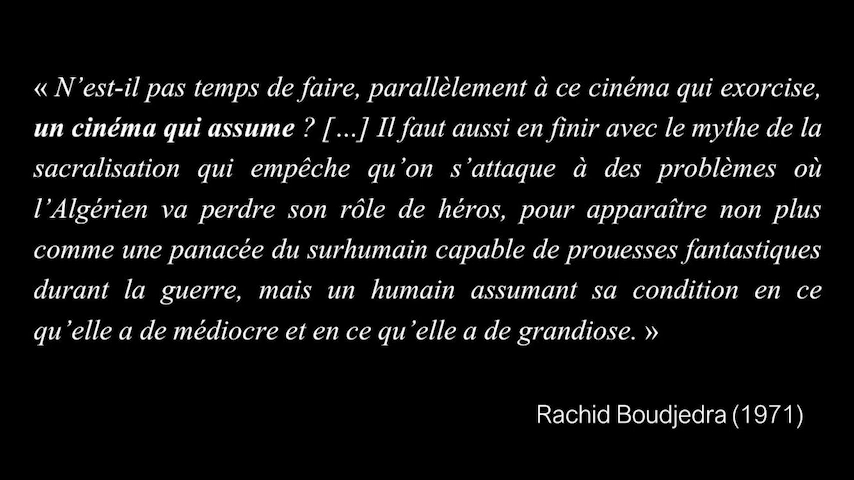 « N’est-il pas temps de faire, parallèlement à ce cinéma qui exorcise,
un cinéma qui assume ? […] Il faut aussi en finir avec le mythe de la
sacralisation qui empêche qu’on s’attaque à des problèmes où
l’Algérien va perdre son rôle de héros, pour apparaître non plus
comme une panacée du surhumain capable de prouesses fantastiques
durant la guerre, mais un humain assumant sa condition en ce
qu’elle a de médiocre et en ce qu’elle a de grandiose. »
Rachid Boudjedra (1971)